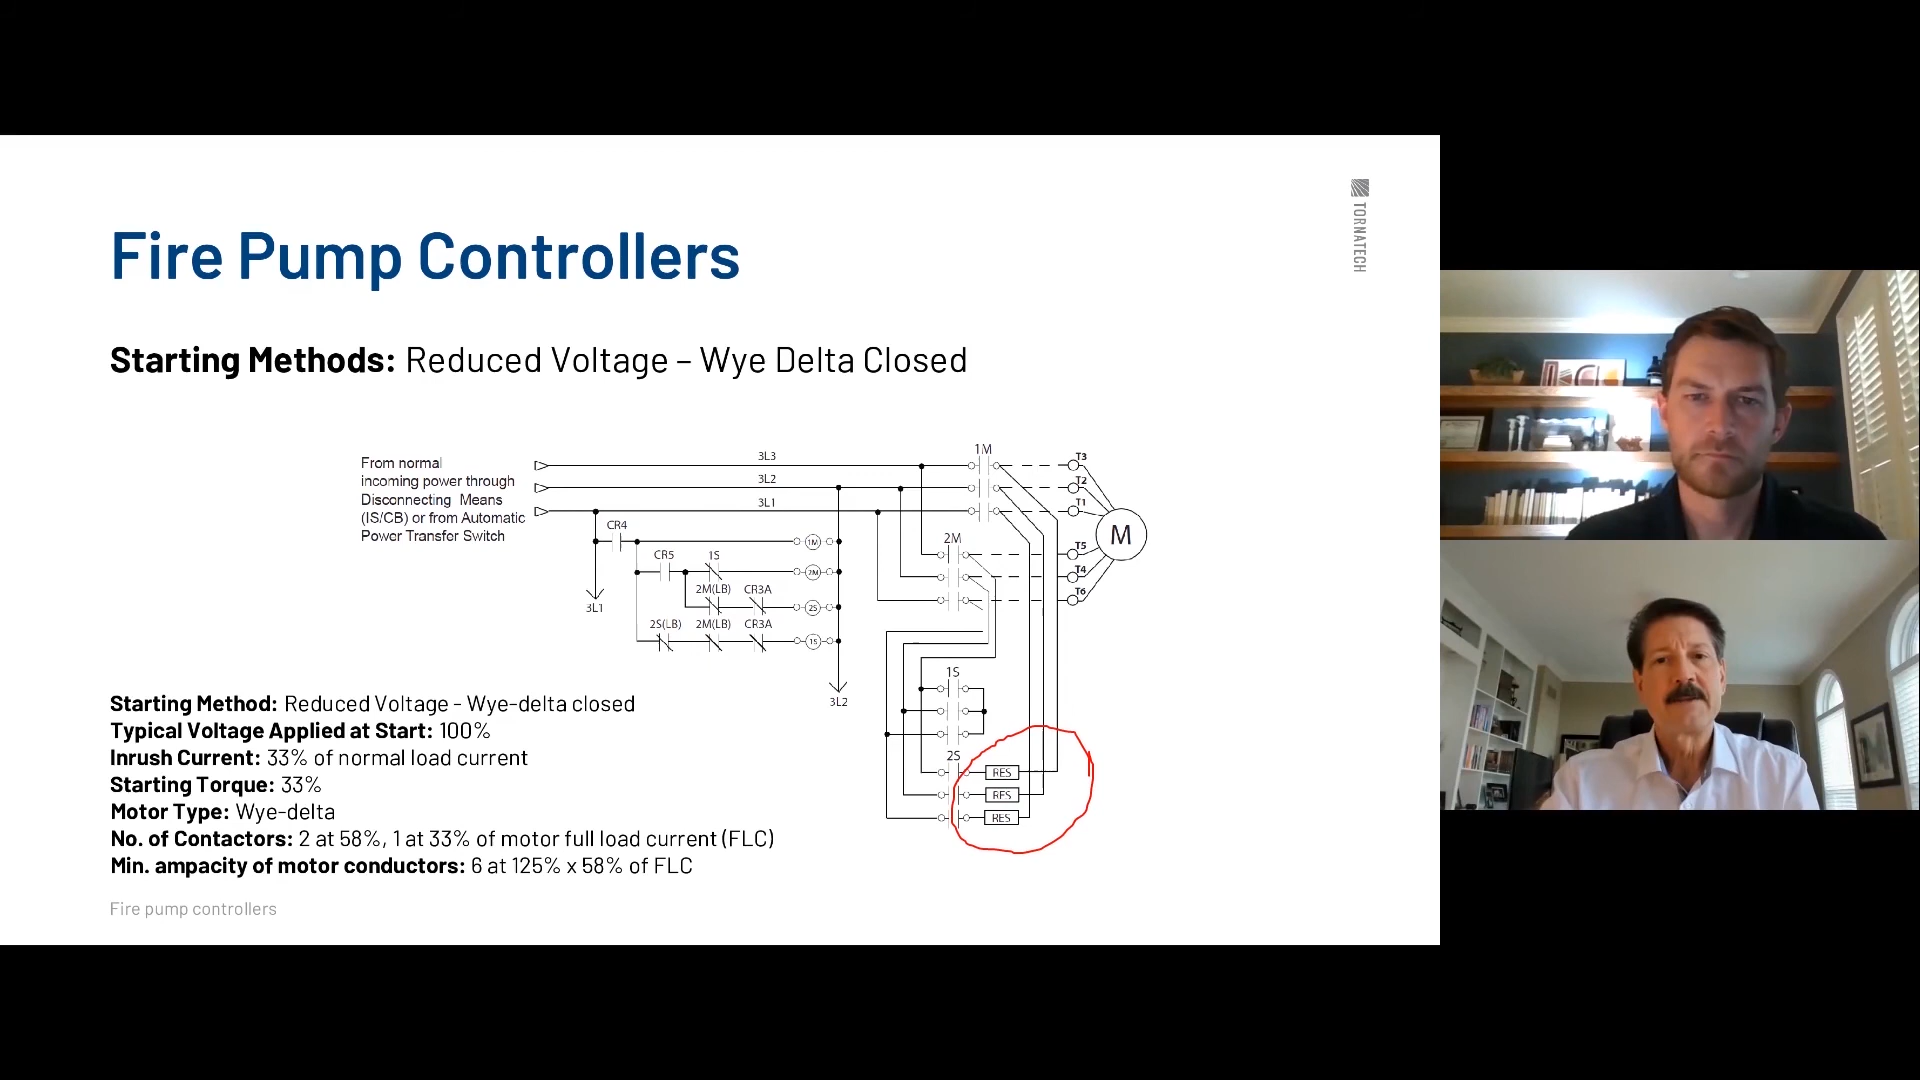 TORNATECH
Fire Pump Controllers
Starting Methods: Reduced Voltage – Wye Delta Closed
From normal
incoming power through
Disconnecting Means
(IS/CB) or from Automatic
Power Transfer Switch
3L3
3L2
3L1
1M
T3
T2
T1
M
2M
T5
T4
T6
CR4
1M
CR5
1S
2M
2M(LB)
CR3A
2S
3L1
2S(LB)
2M(LB)
CR3A
1S
3L2
1S
2S
RES
RES
RES
Starting Method: Reduced Voltage - Wye-delta closed
Typical Voltage Applied at Start: 100%
Inrush Current: 33% of normal load current
Starting Torque: 33%
Motor Type: Wye-delta
No. of Contactors: 2 at 58%, 1 at 33% of motor full load current (FLC)
Min. ampacity of motor conductors: 6 at 125% x 58% of FLC
Fire pump controllers